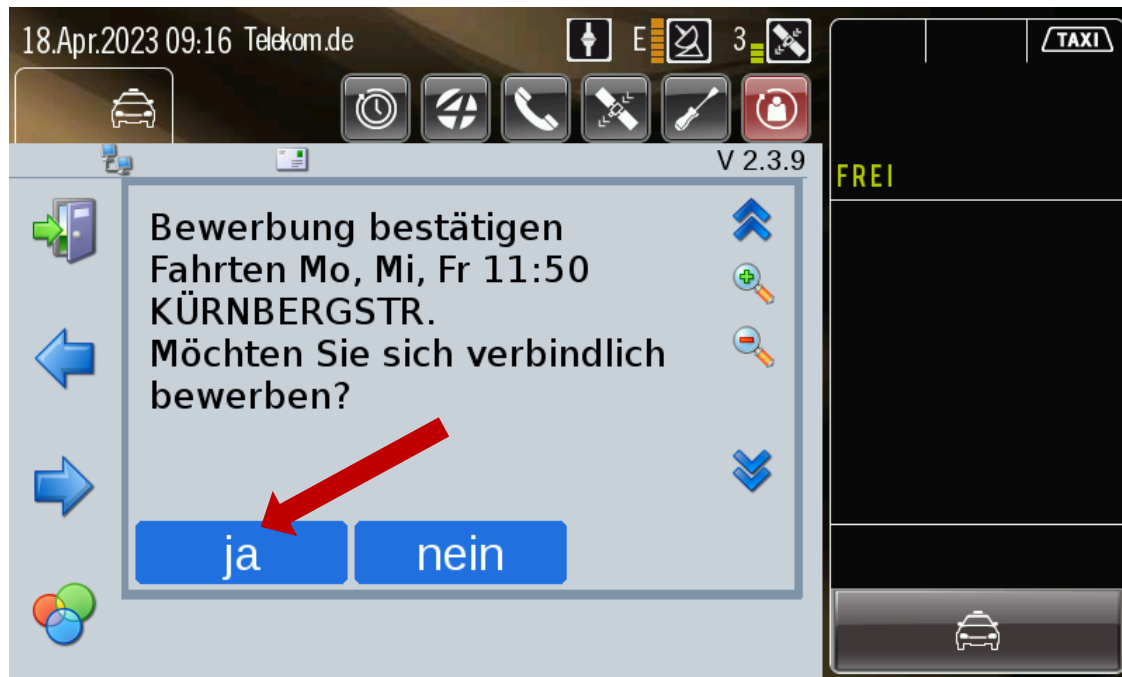 18.Apr.2023 09:16 Telekom.de
E
3
TAXI
V 2.3.9
FREI
Bewerbung bestätigen
Fahrten Mo, Mi, Fr 11:50
KÜRNBERGSTR.
Möchten Sie sich verbindlich
bewerben?
ja
nein